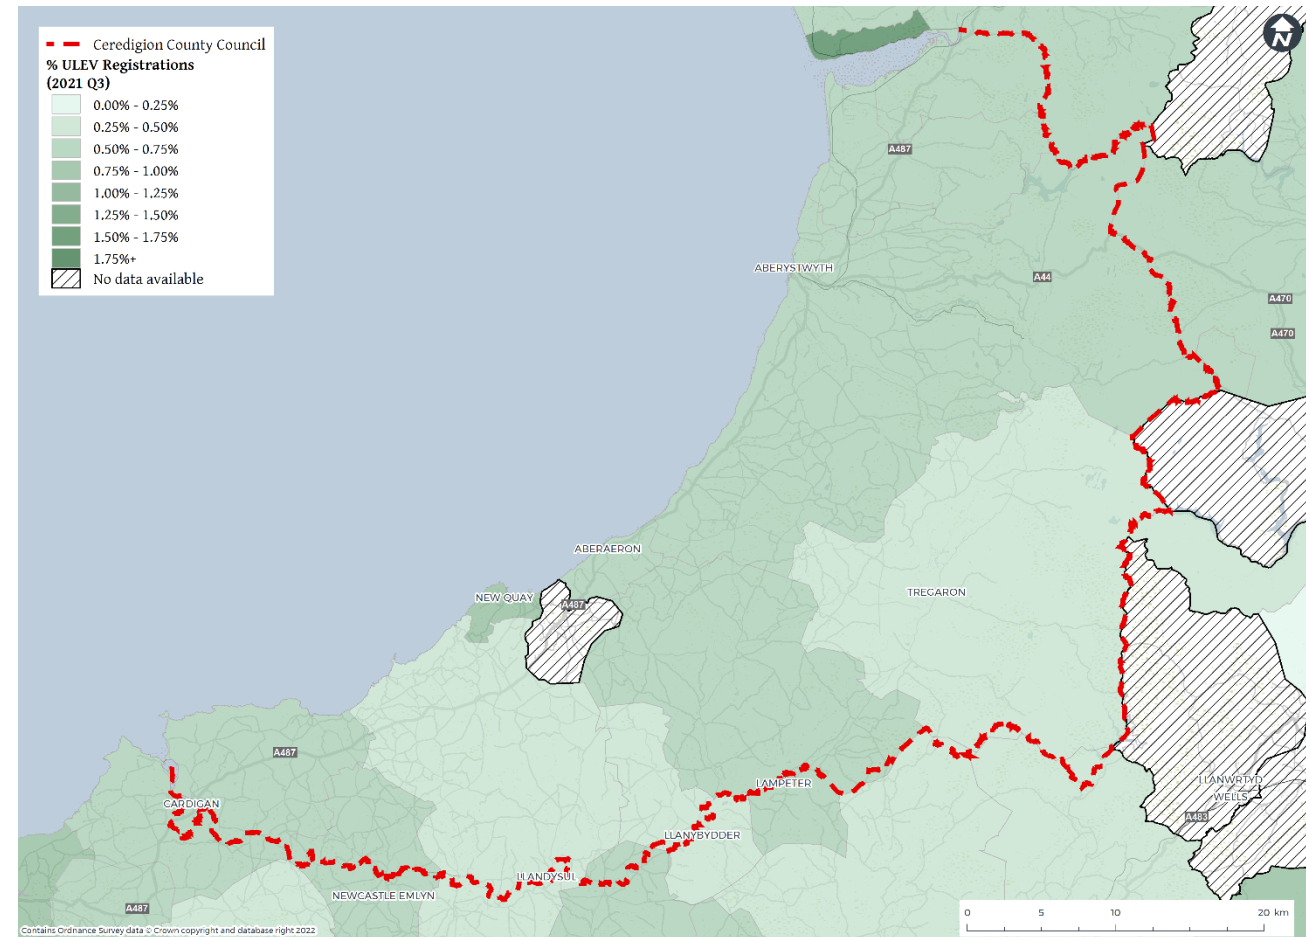 Ceredigion County Council
% ULEV Registrations
(2021 Q3)
0.00% - 0.25%
0.25% - 0.50%
0.50% - 0.75%
0.75% - 1.00%
1.00% - 1.25%
1.25% - 1.50%
1.50% - 1.75%
1.75%+
No data available
N
A487
ABERYSTWYTH
A44
A470
A470
ABERAERON
NEW QUAY
A487
TREGARON
A487
CARDIGAN
LAMPETER
LLANWRTYD
WELLS
A483
LLANYBYDDER
LLANDYSUL
NEWCASTLE EMLYN
A487
0 5 10 20 km
Contains Ordnance Survey data © Crown copyright and database right 2022